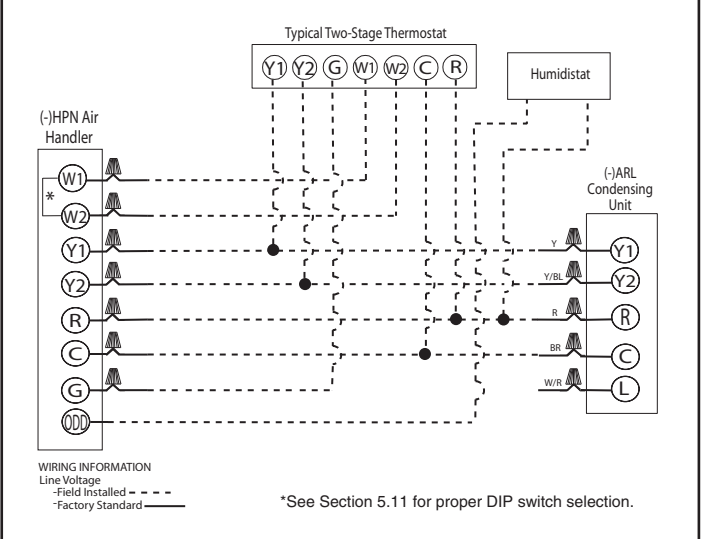 Typical Two-Stage Thermostat
Y1 Y2 G W1 W2 C R
Humidistat
(-)HPN Air
Handler
W1
*
W2
Y1
Y2
R
C
G
ODD
(-)ARL
Condensing
Unit
Y Y1
Y/BL Y2
R R
BR C
W/R L
WIRING INFORMATION
Line Voltage
-Field Installed
-Factory Standard
*See Section 5.11 for proper DIP switch selection.